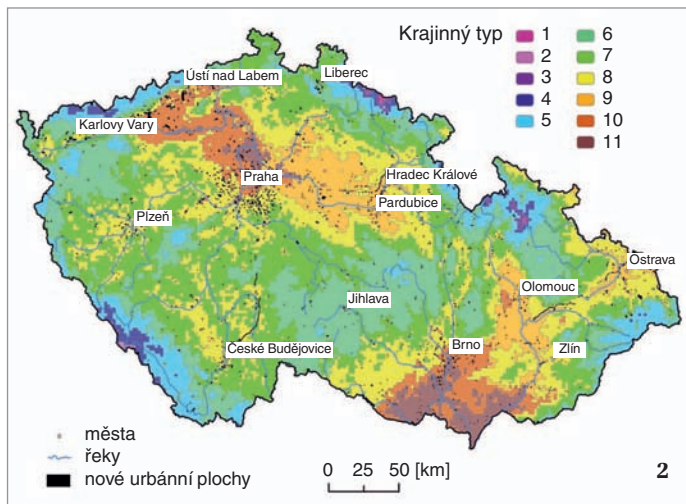 Krajinný typ
1
2
3
4
5
6
7
8
9
10
11
Ústí nad Labem
Liberec
Karlovy Vary
Praha
Hradec Králové
Pardubice
Plzeň
Ostrava
Olomouc
Jihlava
České Budějovice
Brno
Zlín
města
řeky
nové urbánní plochy
0 25 50 [km]
2